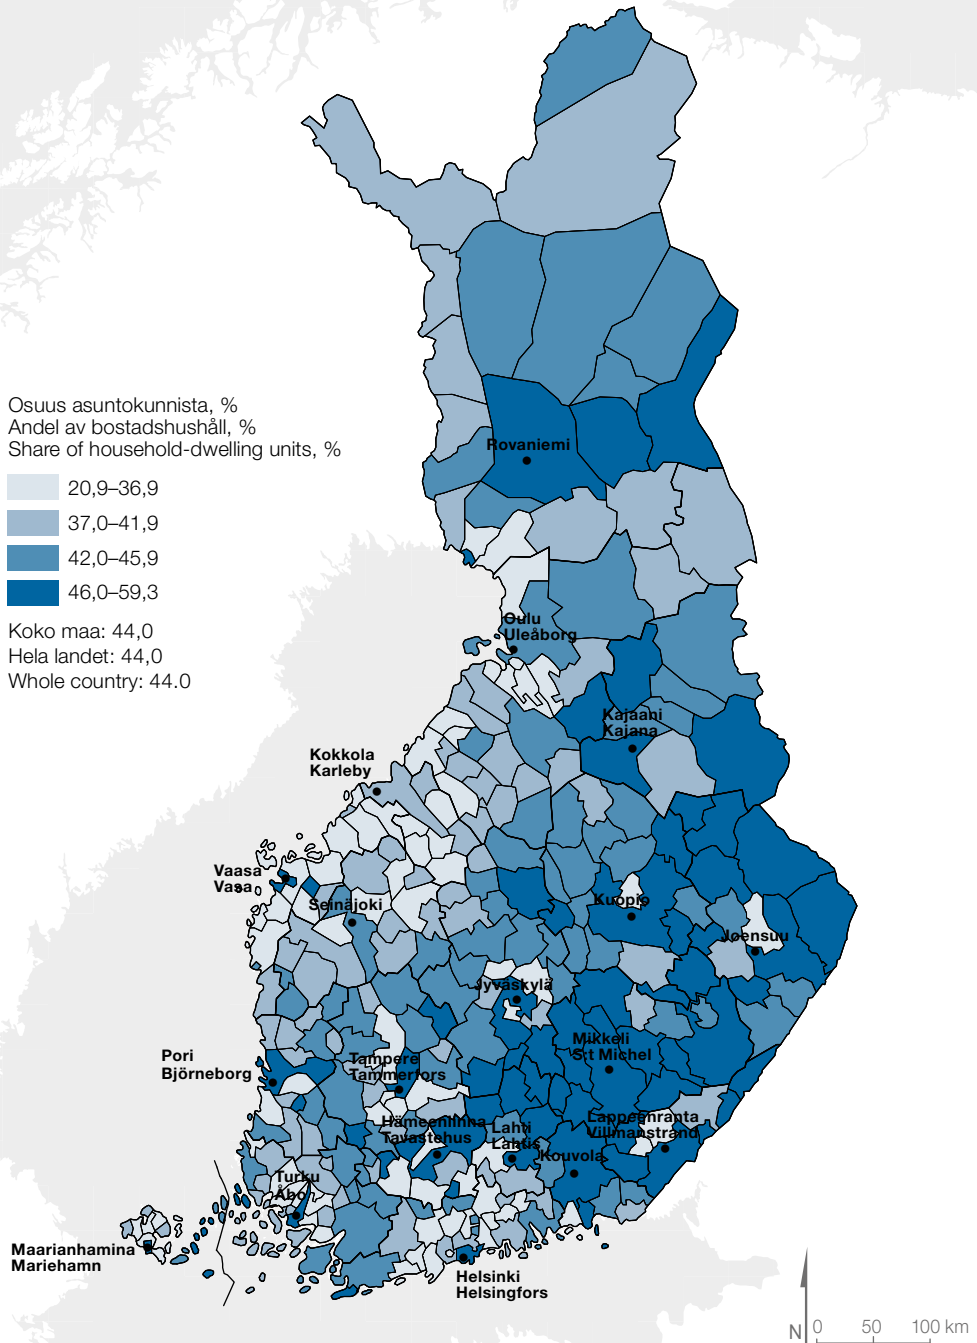 Osuus asuntokunnista, %
Andel av bostadshushåll, %
Share of household-dwelling units, %
20,9–36,9
37,0–41,9
42,0–45,9
46,0–59,3
Koko maa: 44,0
Hela landet: 44,0
Whole country: 44.0
Rovaniemi
Oulu
Uleåborg
Kajaani
Kajana
Kokkola
Karleby
Vaasa
Vasa
Seinäjoki
Kuopio
Joensuu
Jyväskylä
Mikkeli
S:t Michel
Pori
Björneborg
Tampere
Tammerfors
Hämeenlinna
Tavastehus
Lahti
Lahtis
Lappeenranta
Villmanstrand
Kouvola
Turku
Åbo
Maarianhamina
Mariehamn
Helsinki
Helsingfors
N 0 50 100 km